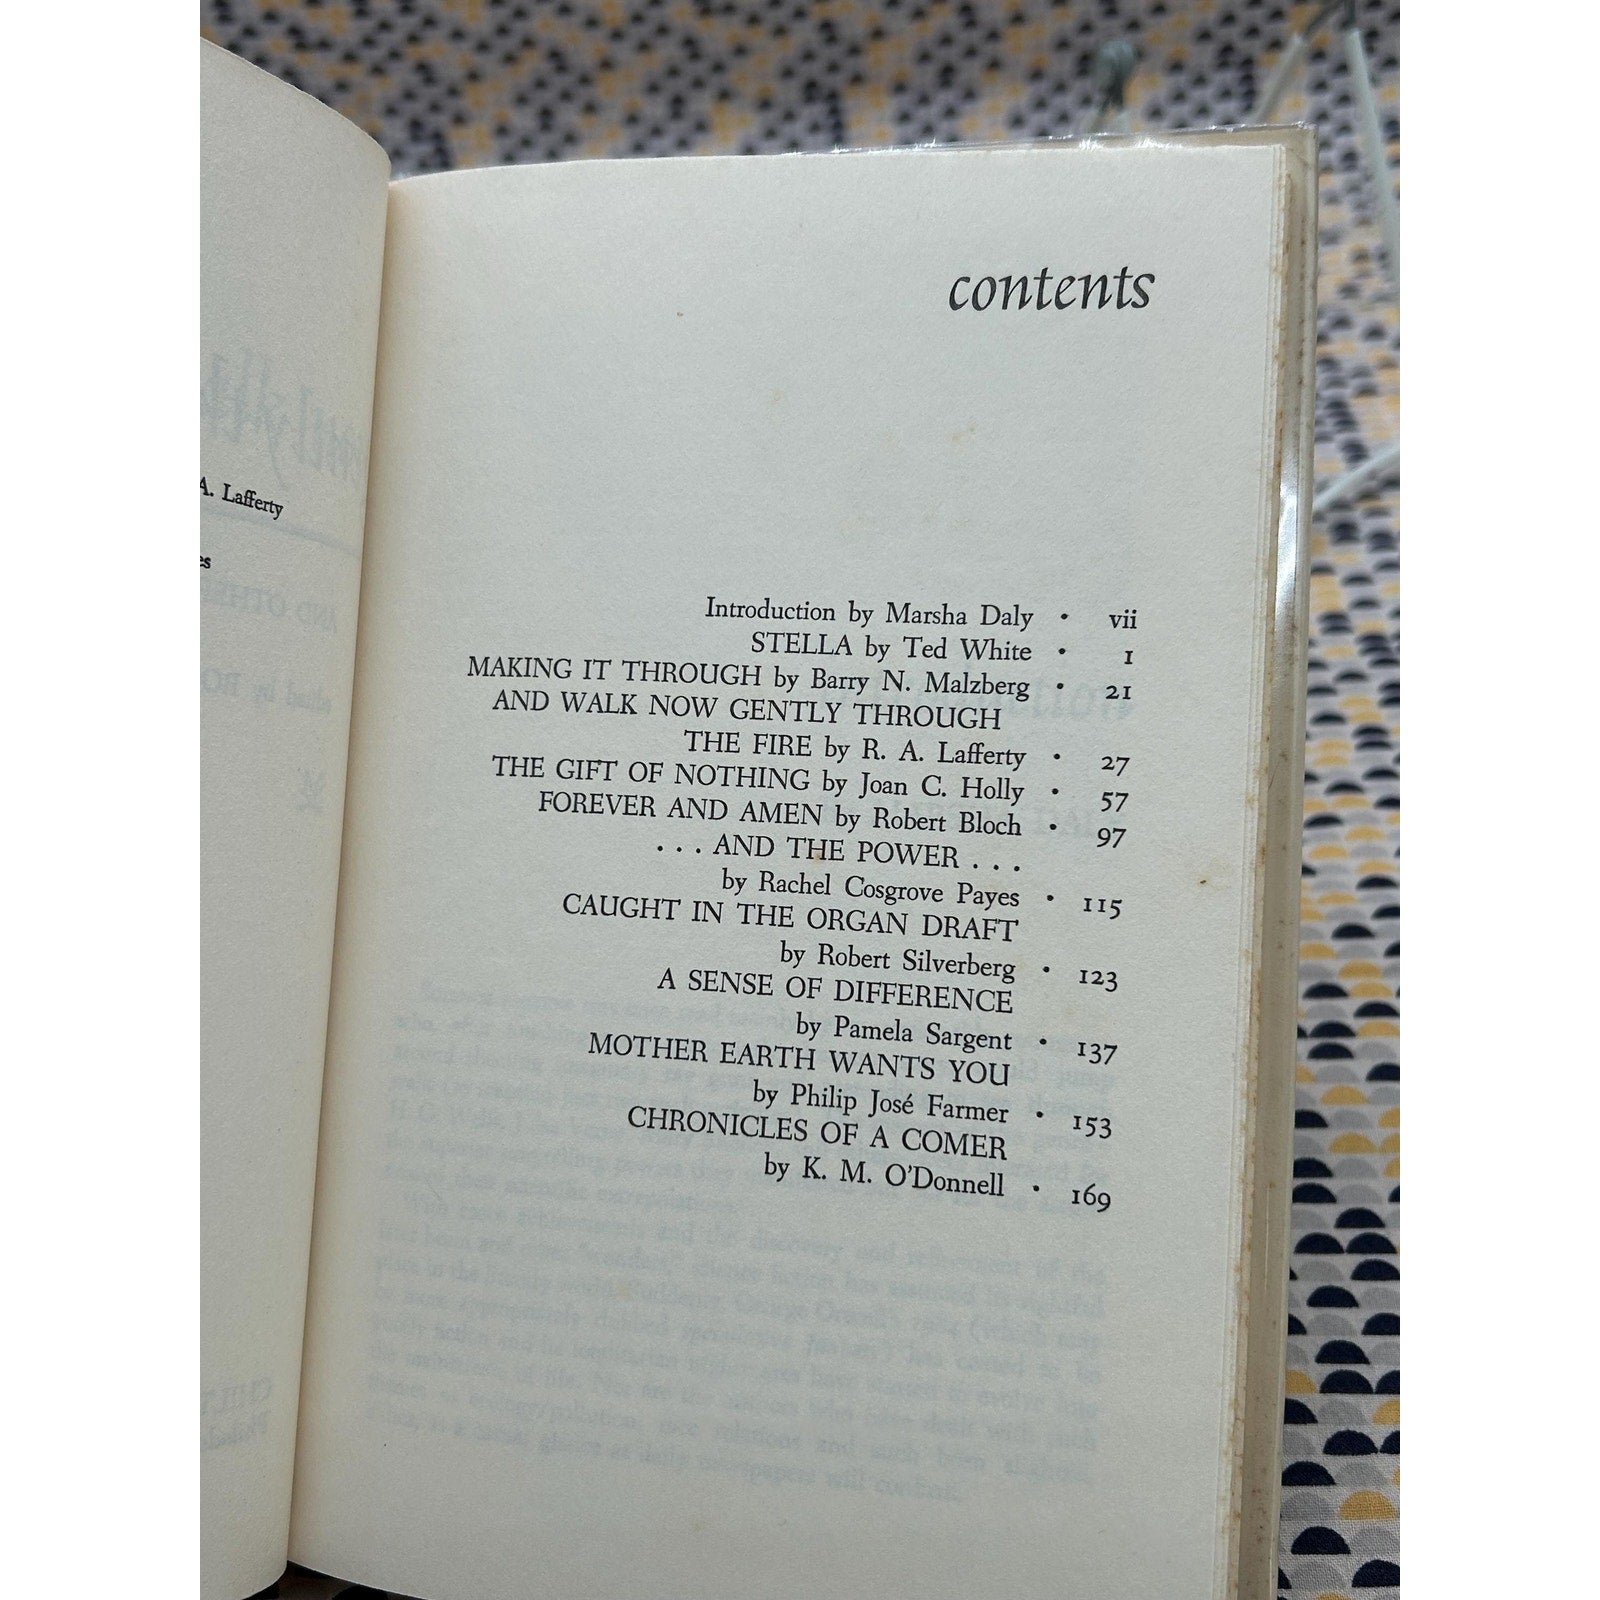 A. Lafferty
es
contents
Introduction by Marsha Daly • vii
STELLA by Ted White • 1
MAKING IT THROUGH by Barry N. Malzberg • 21
AND WALK NOW GENTLY THROUGH
THE FIRE by R. A. Lafferty • 27
THE GIFT OF NOTHING by Joan C. Holly • 57
FOREVER AND AMEN by Robert Bloch • 97
. . . AND THE POWER . . .
by Rachel Cosgrove Payes • 115
CAUGHT IN THE ORGAN DRAFT
by Robert Silverberg • 123
A SENSE OF DIFFERENCE
by Pamela Sargent • 137
MOTHER EARTH WANTS YOU
by Philip José Farmer • 153
CHRONICLES OF A COMER
by K. M. O'Donnell • 169